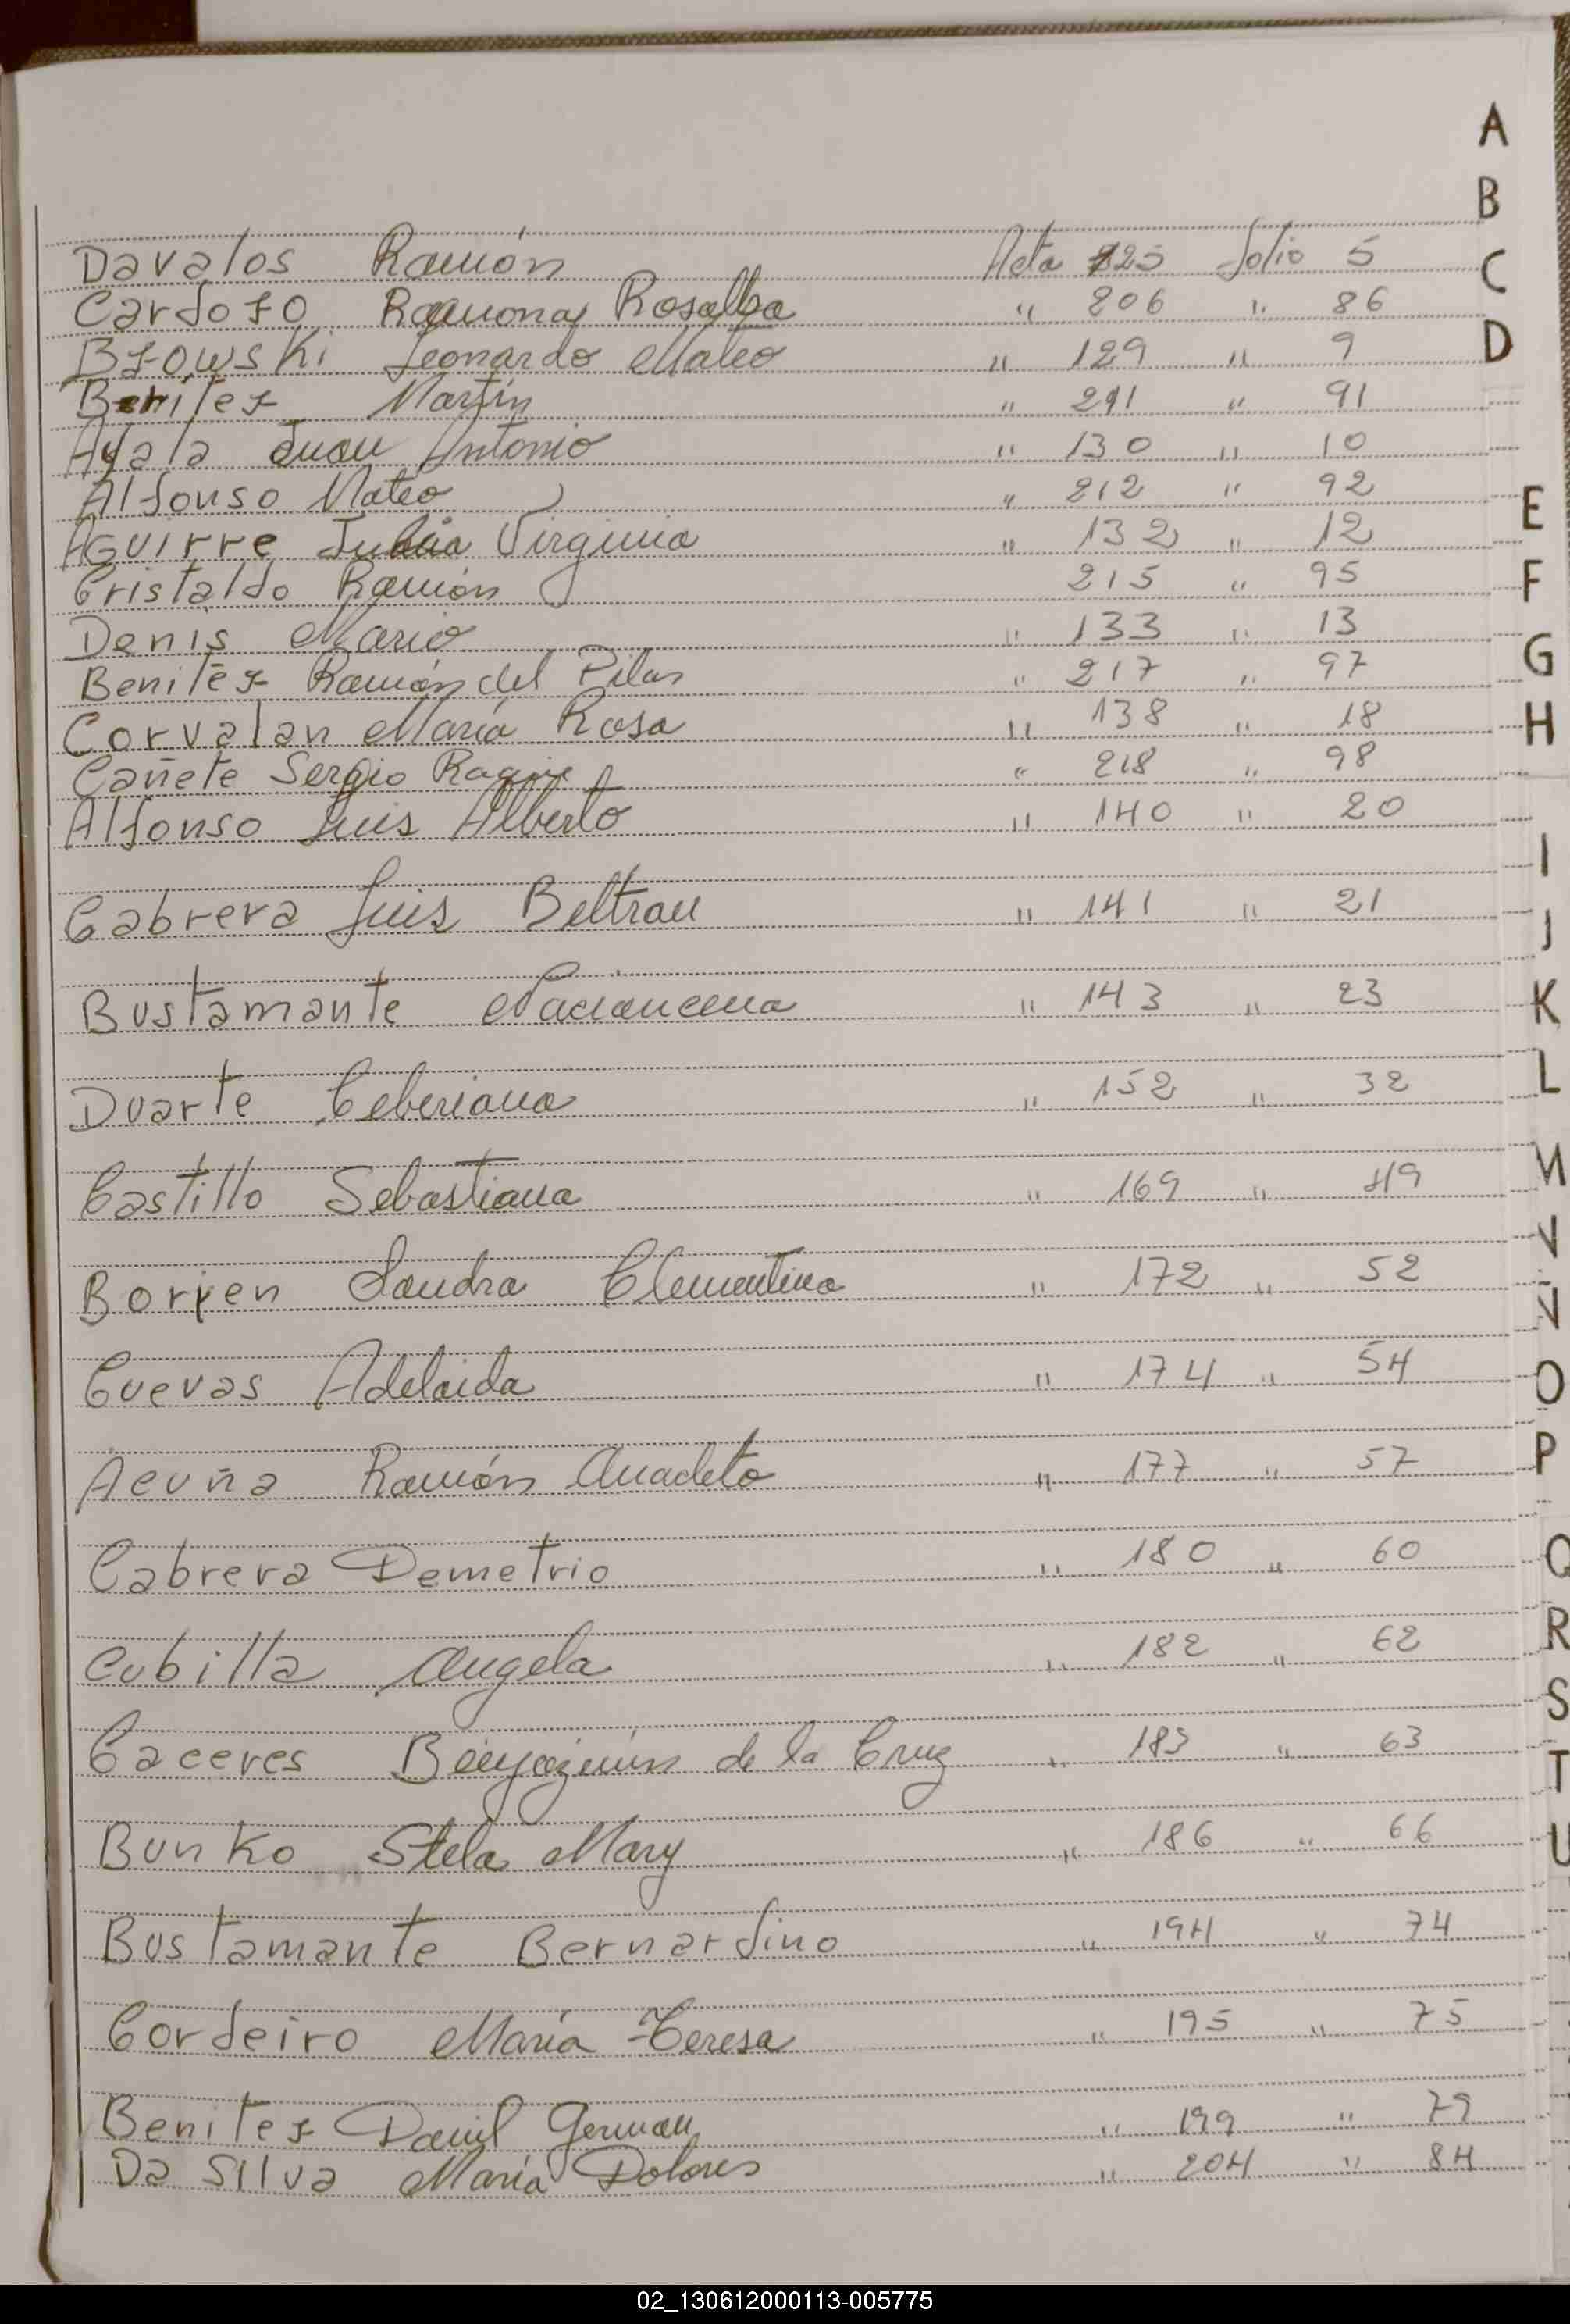 A
B
C
D
Davalos Ramón Acta 125 folio 5
Cardozo Ramona Rosalba " 206 " 86
Bzowski Leonardo Mateo " 129 " 9
Benitez Martín " 211 " 91
Ayala Juan Antonio " 130 " 10
Alfonso Mateo " 212 " 92
Aguirre Virginia " 132 " 12
Cristaldo Ramón 215 " 95
Denis Mario " 133 " 13
Benitez Ramón del Pilar " 217 " 97
Corvalan María Rosa " 138 " 18
Cañete Sergio " 218 " 98
Alfonso Luis Alberto " 140 " 20
Cabrera Luis Beltran " 141 " 21
Bustamante " 143 " 23
Duarte Ceberiana " 152 " 32
Castillo Sebastiana " 169 " 49
Borjen Sandra Clementina " 172 " 52
Cuevas Adelaida " 174 " 54
Acuña Ramón Anacleto " 177 " 57
Cabrera Demetrio " 180 " 60
Cubilla Angela " 182 " 62
Caceres de la Cruz " 183 " 63
Bunko Stela Mary " 186 " 66
Bustamante Bernardino " 194 " 74
Cordeiro María Teresa " 195 " 75
Benitez Daniel German " 199 " 79
Da Silva María Dolores " 204 " 84
E
F
G
H
I
J
K
L
M
N
Ñ
O
P
Q
R
S
T
U
02_130612000113-005775